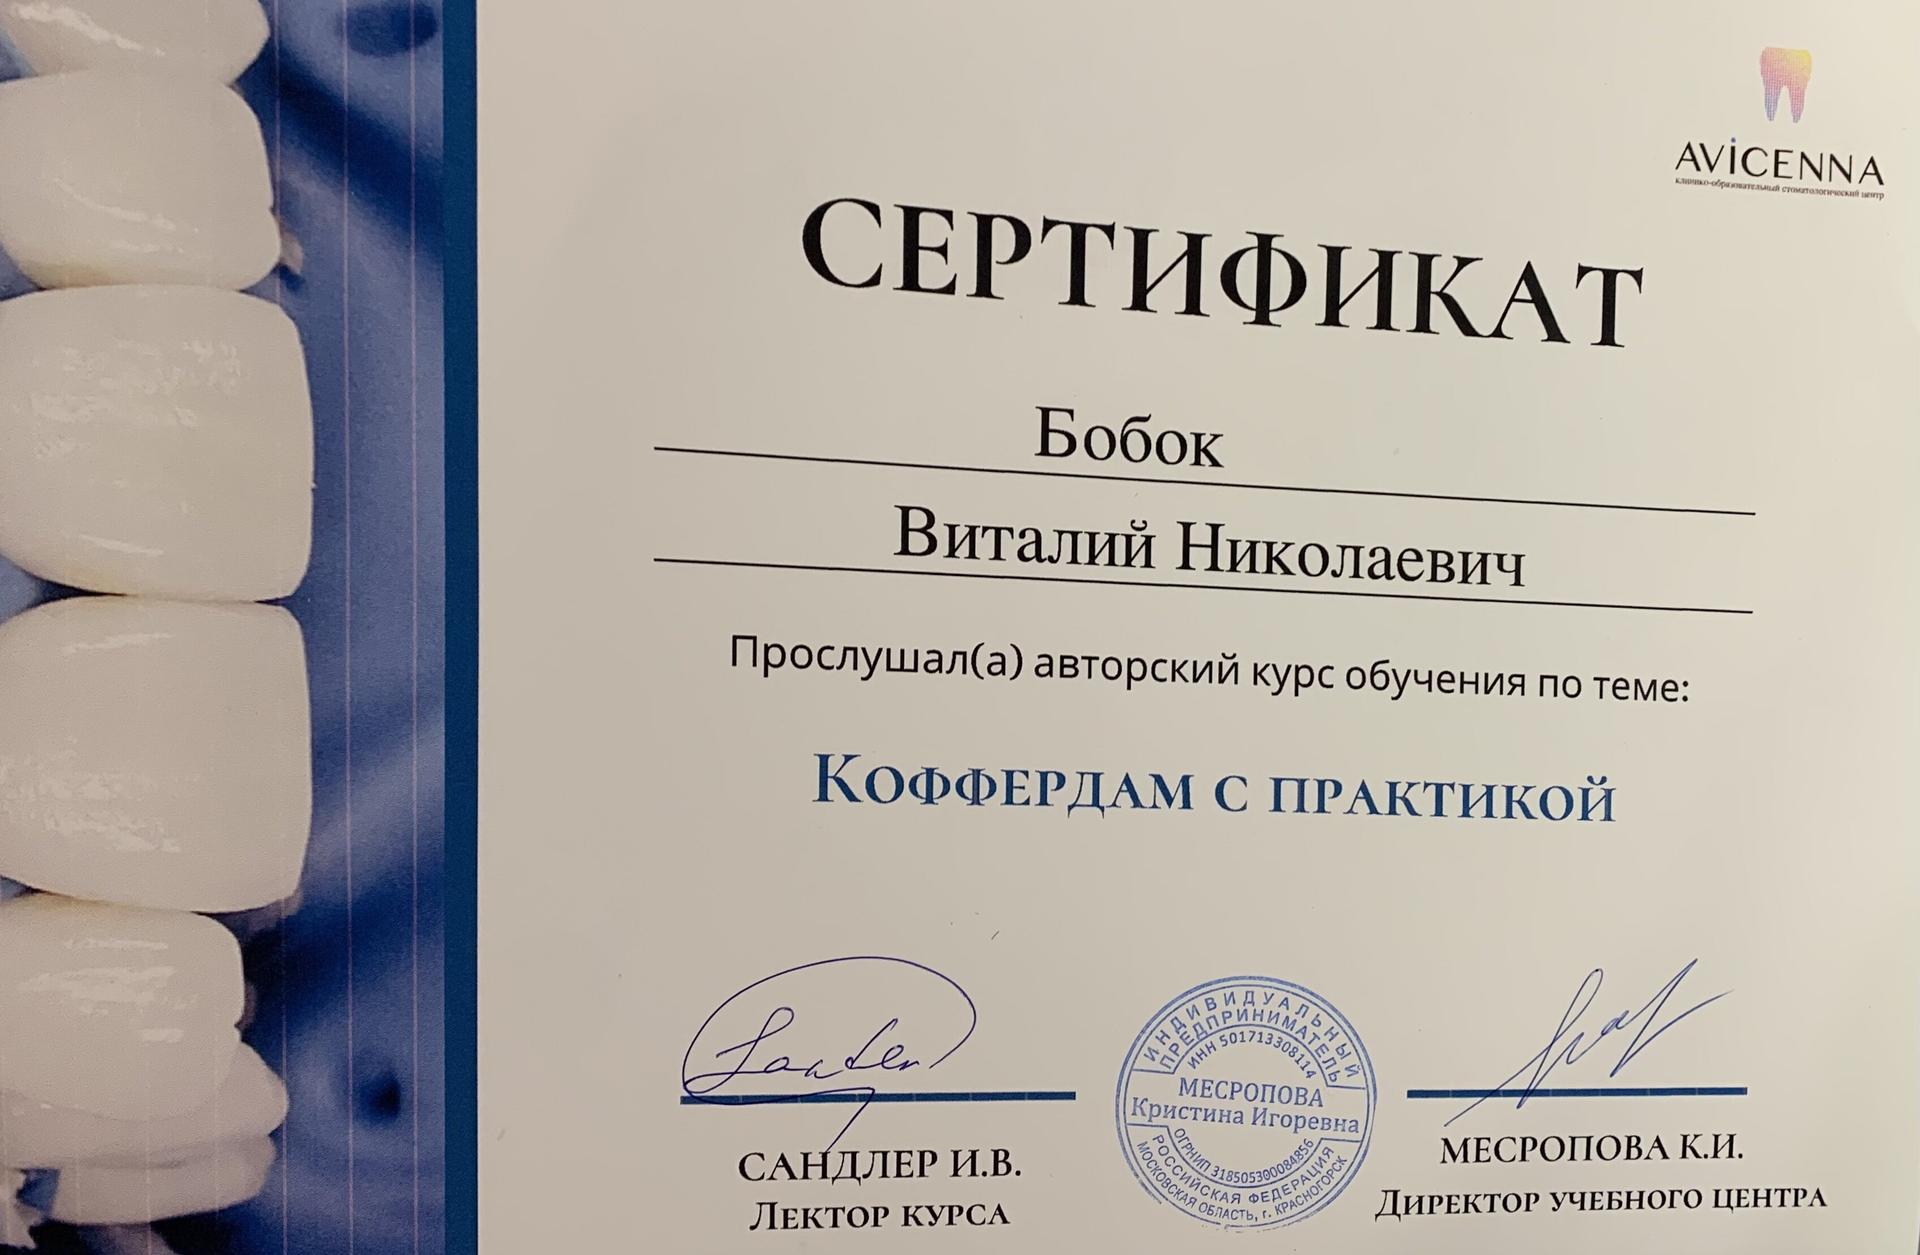 AVICENNA
клинико-образовательный стоматологический центр
СЕРТИФИКАТ
Бобок
Виталий Николаевич
Прослушал(а) авторский курс обучения по теме:
Коффердам с практикой
САНДЛЕР И.В.
Лектор курса
ИНДИВИДУАЛЬНЫЙ
ПРЕДПРИНИМАТЕЛЬ
ИНН 501713308114
МЕСРОПОВА
Кристина Игоревна
ОГРНИП 318505300084856
РОССИЙСКАЯ ФЕДЕРАЦИЯ
МОСКОВСКАЯ ОБЛАСТЬ, г. КРАСНОГОРСК
МЕСРОПОВА К.И.
Директор учебного центра